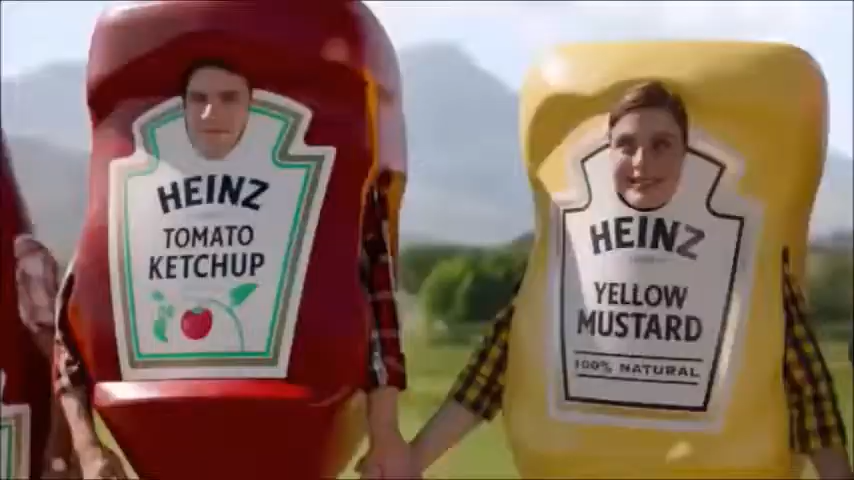 HEINZ
TOMATO
KETCHUP
HEINZ
YELLOW
MUSTARD
100% NATURAL